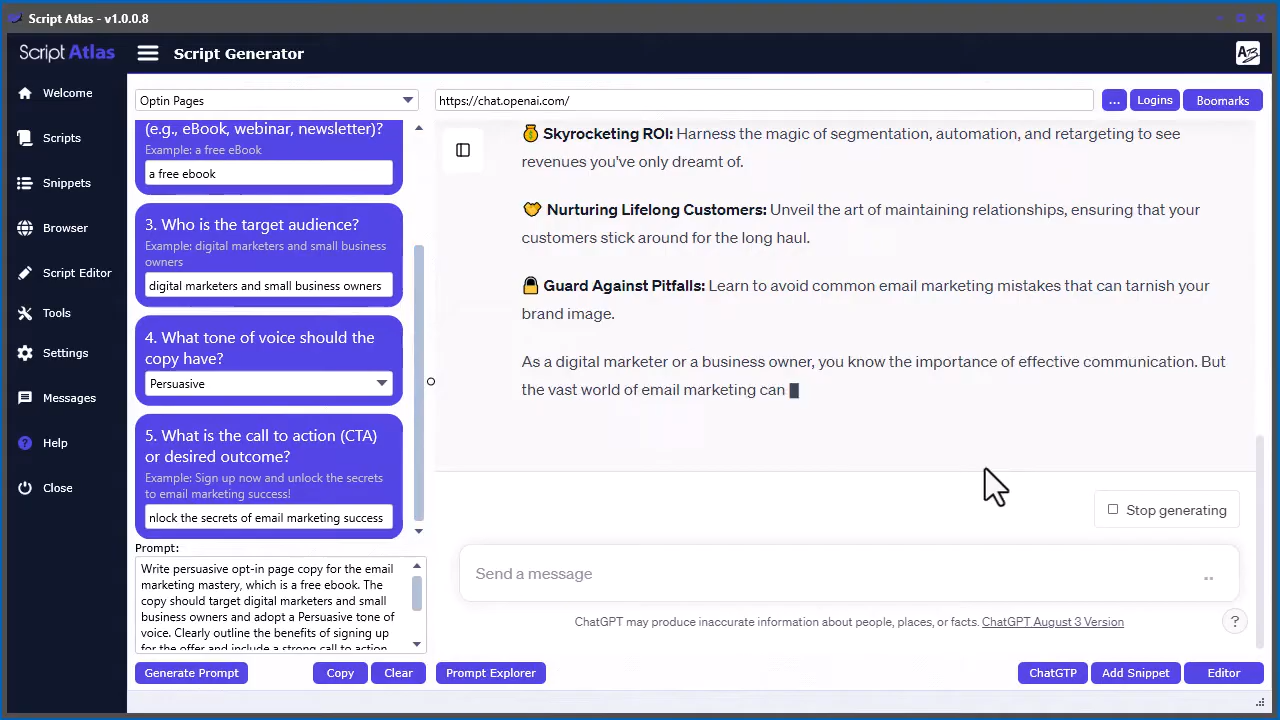 Script Atlas - v1.0.0.8
Script Atlas
Script Generator
Welcome
Scripts
Snippets
Browser
Script Editor
Tools
Settings
Messages
Help
Close
Optin Pages
(e.g., eBook, webinar, newsletter)?
Example: a free eBook
a free ebook
3. Who is the target audience?
Example: digital marketers and small business
owners
digital marketers and small business owners
4. What tone of voice should the
copy have?
Persuasive
5. What is the call to action (CTA)
or desired outcome?
Example: Sign up now and unlock the secrets
to email marketing success!
nlock the secrets of email marketing success
Prompt:
Write persuasive opt-in page copy for the email
marketing mastery, which is a free ebook. The
copy should target digital marketers and small
business owners and adopt a Persuasive tone of
voice. Clearly outline the benefits of signing up
for the offer and include a strong call to action
Generate Prompt
Copy
Clear
https://chat.openai.com/
...
Logins
Boomarks
Skyrocketing ROI: Harness the magic of segmentation, automation, and retargeting to see
revenues you've only dreamt of.
Nurturing Lifelong Customers: Unveil the art of maintaining relationships, ensuring that your
customers stick around for the long haul.
Guard Against Pitfalls: Learn to avoid common email marketing mistakes that can tarnish your
brand image.
As a digital marketer or a business owner, you know the importance of effective communication. But
the vast world of email marketing can
Stop generating
Send a message
ChatGPT may produce inaccurate information about people, places, or facts. ChatGPT August 3 Version
?
Prompt Explorer
ChatGTP
Add Snippet
Editor